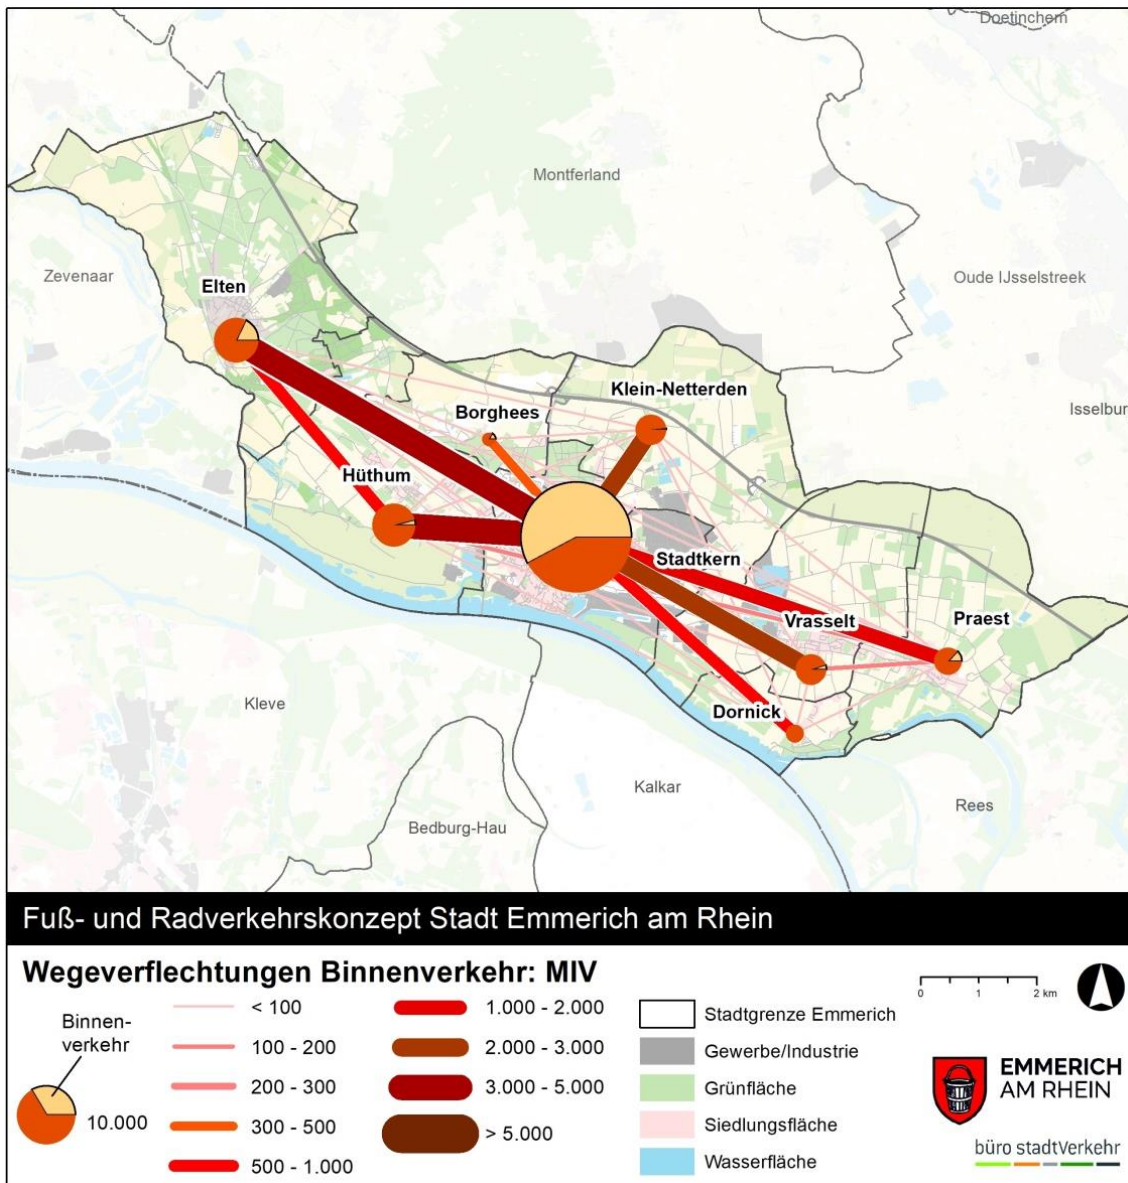 Doetinchem
Montferland
Zevenaar
Oude IJsselstreek
Elten
Klein-Netterden
Borghees
Isselbur
Hüthum
Stadtkern
Vrasselt
Praest
Kleve
Dornick
Kalkar
Rees
Bedburg-Hau
Fuß- und Radverkehrskonzept Stadt Emmerich am Rhein
Wegeverflechtungen Binnenverkehr: MIV
Binnen-
verkehr
10.000
< 100
100 - 200
200 - 300
300 - 500
500 - 1.000
1.000 - 2.000
2.000 - 3.000
3.000 - 5.000
> 5.000
Stadtgrenze Emmerich
Gewerbe/Industrie
Grünfläche
Siedlungsfläche
Wasserfläche
0 1 2 km
EMMERICH
AM RHEIN
büro stadtVerkehr